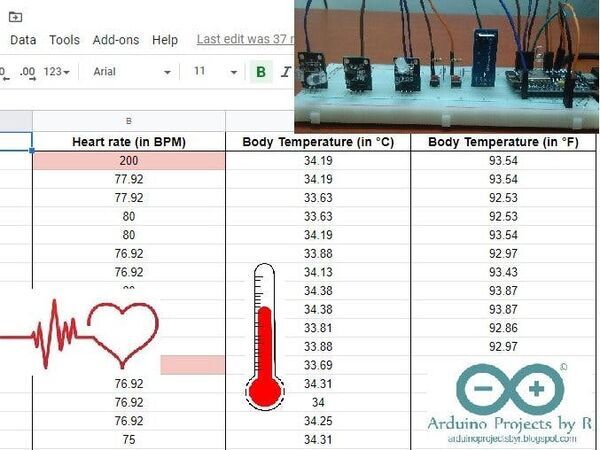 Data Tools Add-ons Help Last edit was 37
.00 123 Arial 11 B I
B
Heart rate (in BPM) Body Temperature (in °C) Body Temperature (in °F)
200 34.19 93.54
77.92 34.19 93.54
77.92 33.63 92.53
80 33.63 92.53
80 34.19 93.54
76.92 33.88 92.97
76.92 34.13 93.43
34.38 93.87
34.38 93.87
33.81 92.86
33.88 92.97
33.69
76.92 34.31
76.92 34
76.92 34.25
75 34.31
©
Arduino Projects by R
arduinoprojectsbyr.blogspot.com